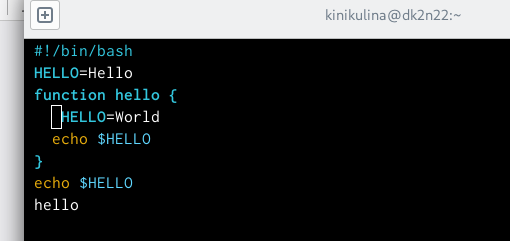 kinikulina@dk2n22:~
#!/bin/bash
HELLO=Hello
function hello {
  HELLO=World
  echo $HELLO
}
echo $HELLO
hello